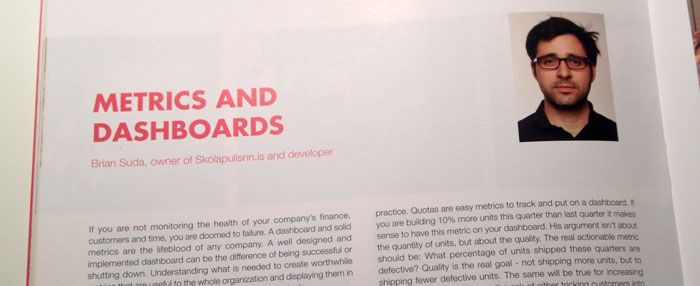 METRICS AND
DASHBOARDS
Brian Suda, owner of Skolapulisnn.is and developer
If you are not monitoring the health of your company's finance,
customers and time, you are doomed to failure. A dashboard and solid
metrics are the lifeblood of any company. A well designed and
implemented dashboard can be the difference of being successful or
shutting down. Understanding what is needed to create worthwhile
that are useful to the whole organization and displaying them in
practice. Quotas are easy metrics to track and put on a dashboard. If
you are building 10% more units this quarter than last quarter it makes
sense to have this metric on your dashboard. His argument isn't about
the quantity of units, but about the quality. The real actionable metric
should be: What percentage of units shipped these quarters are
defective? Quality is the real goal - not shipping more units, but to
shipping fewer defective units. The same will be true for increasing
risk of either tricking customers into